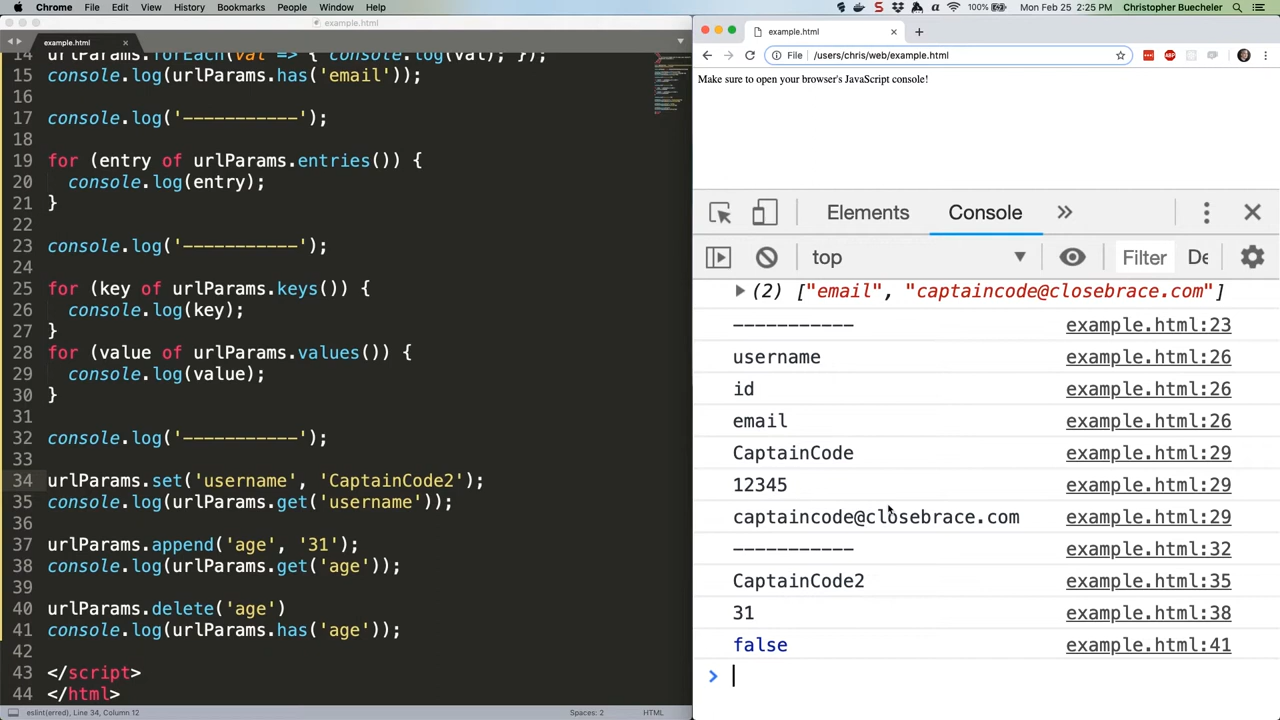 Chrome File Edit View History Bookmarks People Window Help
100% Mon Feb 25 2:25 PM Christopher Buecheler
example.html
example.html
14 urlParams.forEach(val => { console.log(val); });
15 console.log(urlParams.has('email'));
16
17 console.log('-----------');
18
19 for (entry of urlParams.entries()) {
20 console.log(entry);
21 }
22
23 console.log('-----------');
24
25 for (key of urlParams.keys()) {
26 console.log(key);
27 }
28 for (value of urlParams.values()) {
29 console.log(value);
30 }
31
32 console.log('-----------');
33
34 urlParams.set('username', 'CaptainCode2');
35 console.log(urlParams.get('username'));
36
37 urlParams.append('age', '31');
38 console.log(urlParams.get('age'));
39
40 urlParams.delete('age')
41 console.log(urlParams.has('age'));
42
43 </script>
44 </html>
eslint(erred), Line 34, Column 12
Spaces: 2 HTML
example.html
File /users/chris/web/example.html
Make sure to open your browser's JavaScript console!
Elements Console
top Filter De
(2) ["email", "captaincode@closebrace.com"]
----------- example.html:23
username example.html:26
id example.html:26
email example.html:26
CaptainCode example.html:29
12345 example.html:29
captaincode@closebrace.com example.html:29
----------- example.html:32
CaptainCode2 example.html:35
31 example.html:38
false example.html:41
>